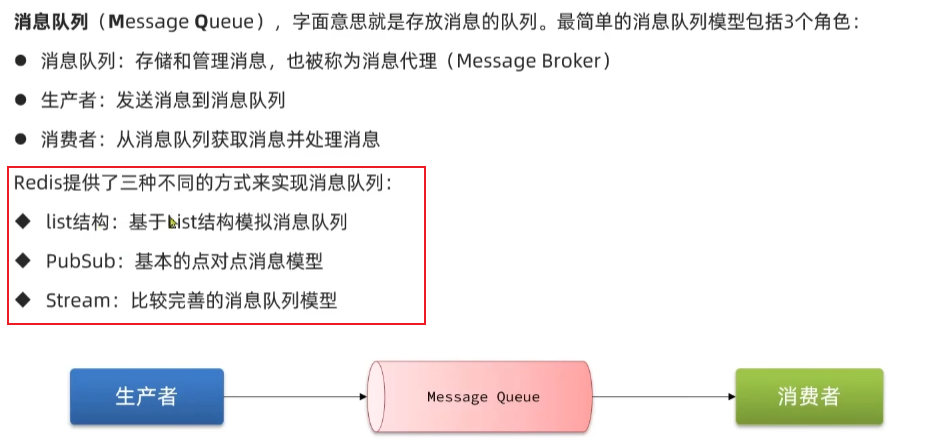 消息队列（Message Queue），字面意思就是存放消息的队列。最简单的消息队列模型包括3个角色：
● 消息队列：存储和管理消息，也被称为消息代理（Message Broker）
● 生产者：发送消息到消息队列
● 消费者：从消息队列获取消息并处理消息
Redis提供了三种不同的方式来实现消息队列：
◆ list结构：基于List结构模拟消息队列
◆ PubSub：基本的点对点消息模型
◆ Stream：比较完善的消息队列模型
生产者
Message Queue
消费者